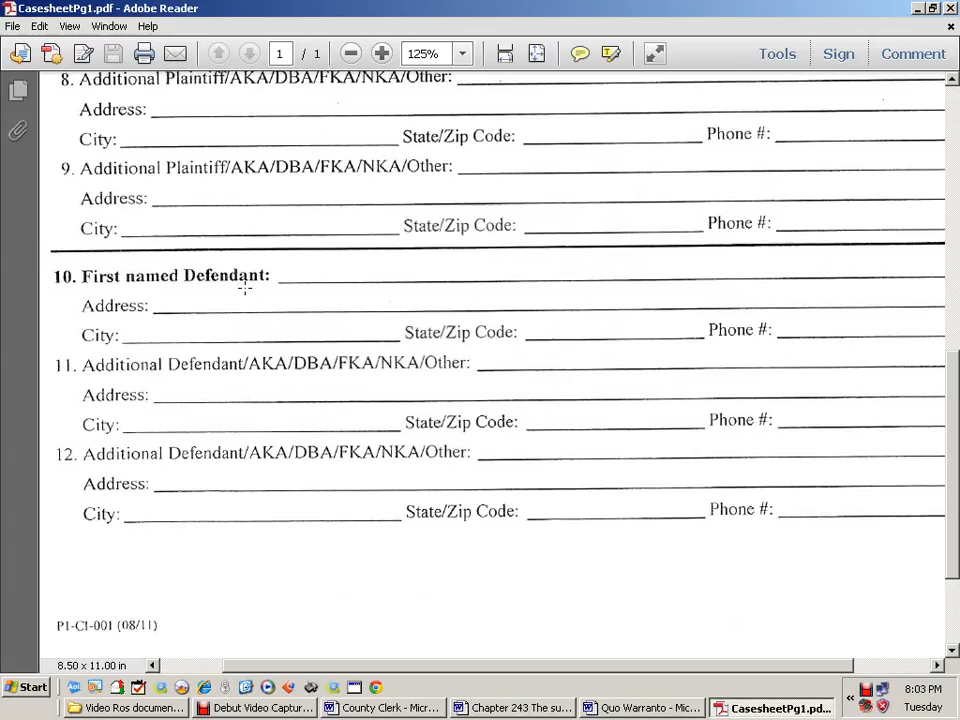 CasesheetPg1.pdf - Adobe Reader
File Edit View Window Help
1 / 1 125% Tools Sign Comment
8. Additional Plaintiff/AKA/DBA/FKA/NKA/Other:
Address:
City: State/Zip Code: Phone #:
9. Additional Plaintiff/AKA/DBA/FKA/NKA/Other:
Address:
City: State/Zip Code: Phone #:
10. First named Defendant:
Address:
City: State/Zip Code: Phone #:
11. Additional Defendant/AKA/DBA/FKA/NKA/Other:
Address:
City: State/Zip Code: Phone #:
12. Additional Defendant/AKA/DBA/FKA/NKA/Other:
Address:
City: State/Zip Code: Phone #:
P1-CI-001 (08/11)
8.50 x 11.00 in
Start 8:03 PM
Video Ros documen... Debut Video Captur... County Clerk - Micr... Chapter 243 The su... Quo Warranto - Mic... CasesheetPg1.pd... Tuesday